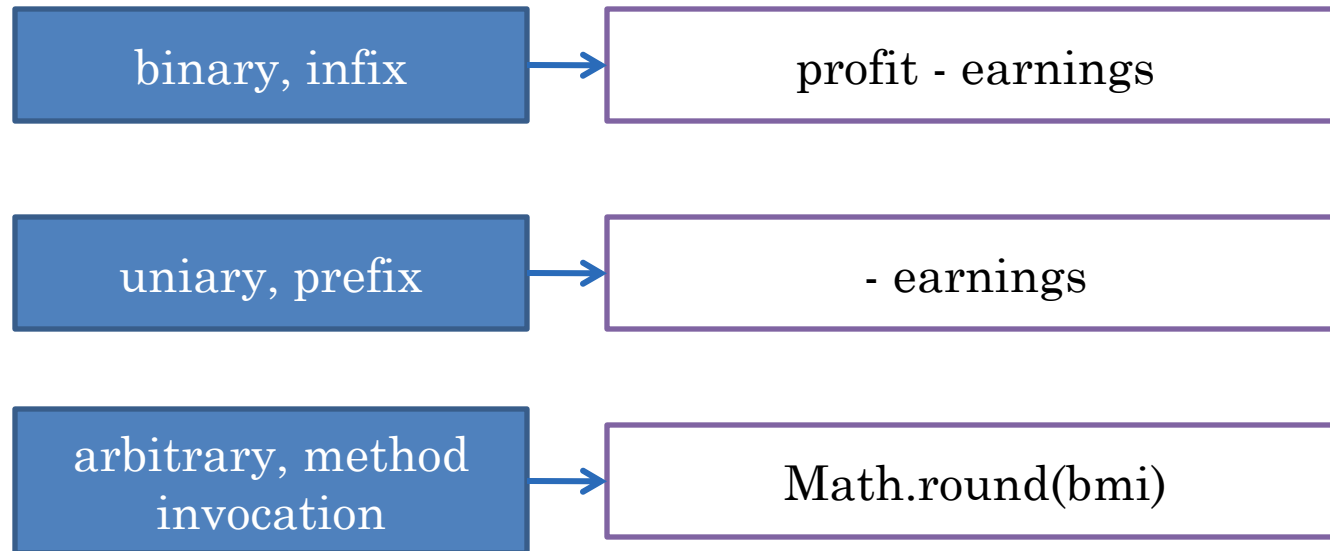 binary, infix
profit - earnings
uniary, prefix
- earnings
arbitrary, method
invocation
Math.round(bmi)